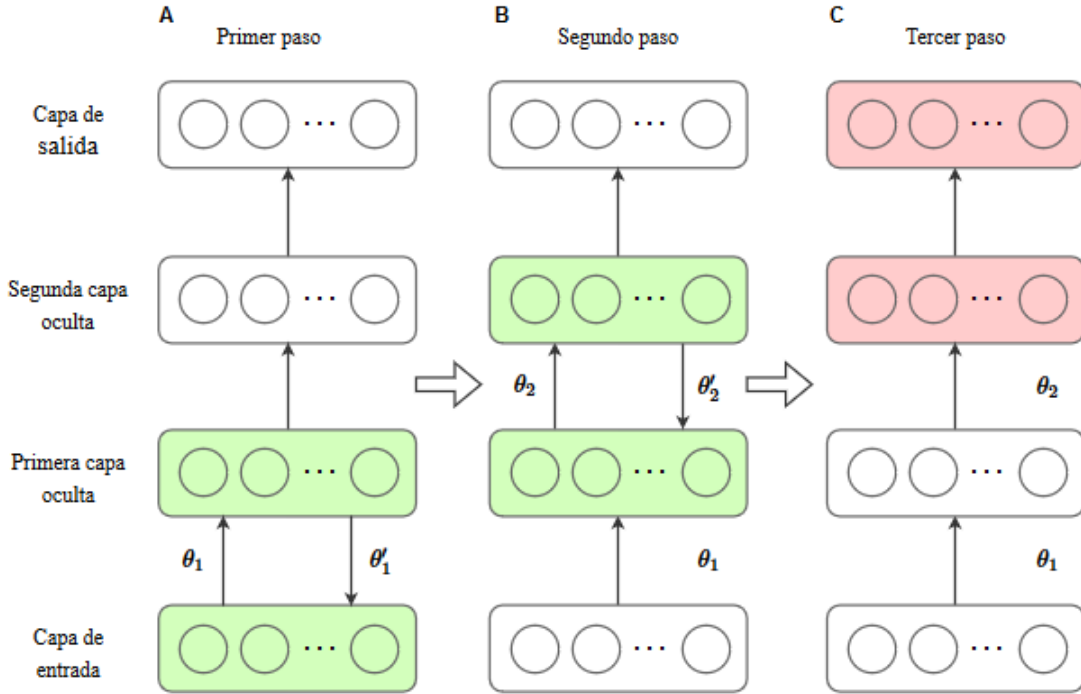 A
Primer paso
B
Segundo paso
C
Tercer paso
Capa de
salida
...
...
...
Segunda capa
oculta
...
...
...
θ₂
θ′₂
θ₂
Primera capa
oculta
...
...
...
θ₁
θ′₁
θ₁
θ₁
Capa de
entrada
...
...
...